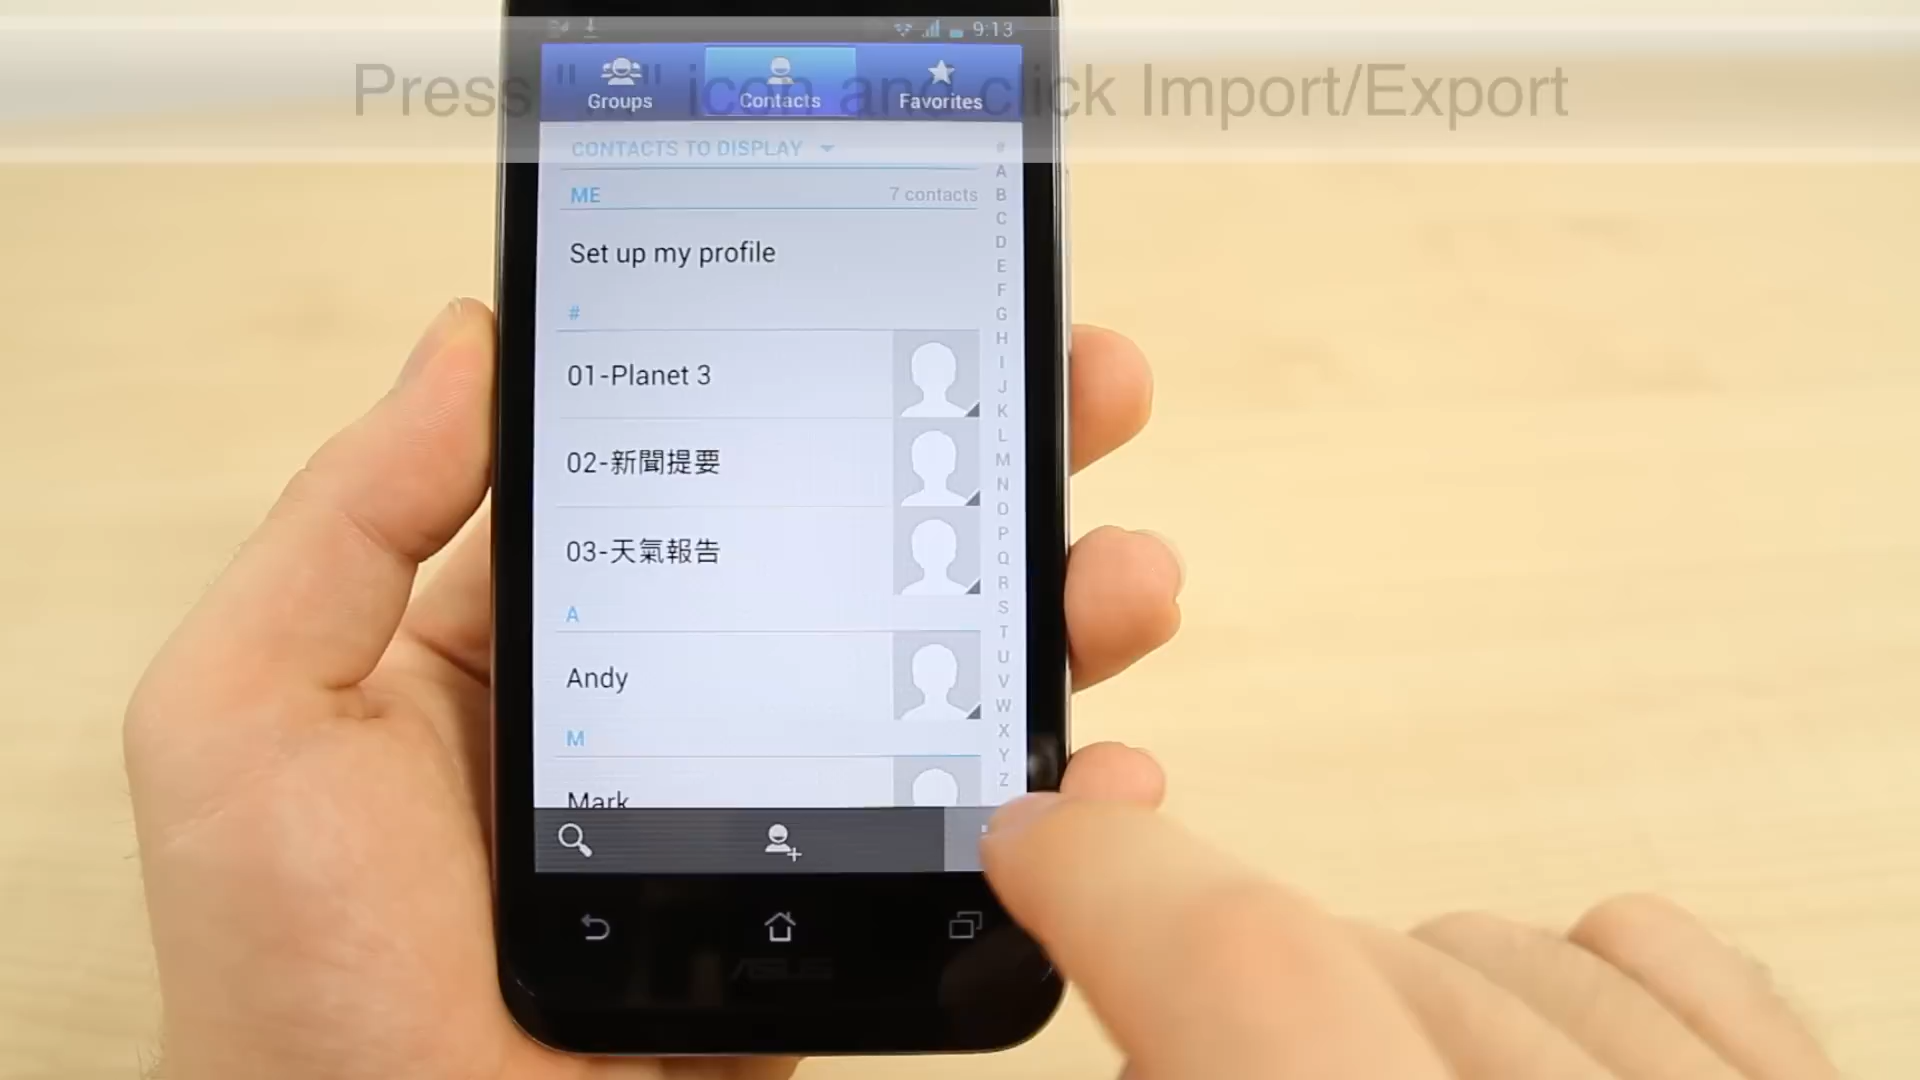 9:13
Press "..." icon and click Import/Export
Groups
Contacts
Favorites
CONTACTS TO DISPLAY
ME
7 contacts
Set up my profile
#
01-Planet 3
02-新聞提要
03-天氣報告
A
Andy
M
Mark
#
A
B
C
D
E
F
G
H
I
J
K
L
M
N
O
P
Q
R
S
T
U
V
W
X
Y
Z
ASUS